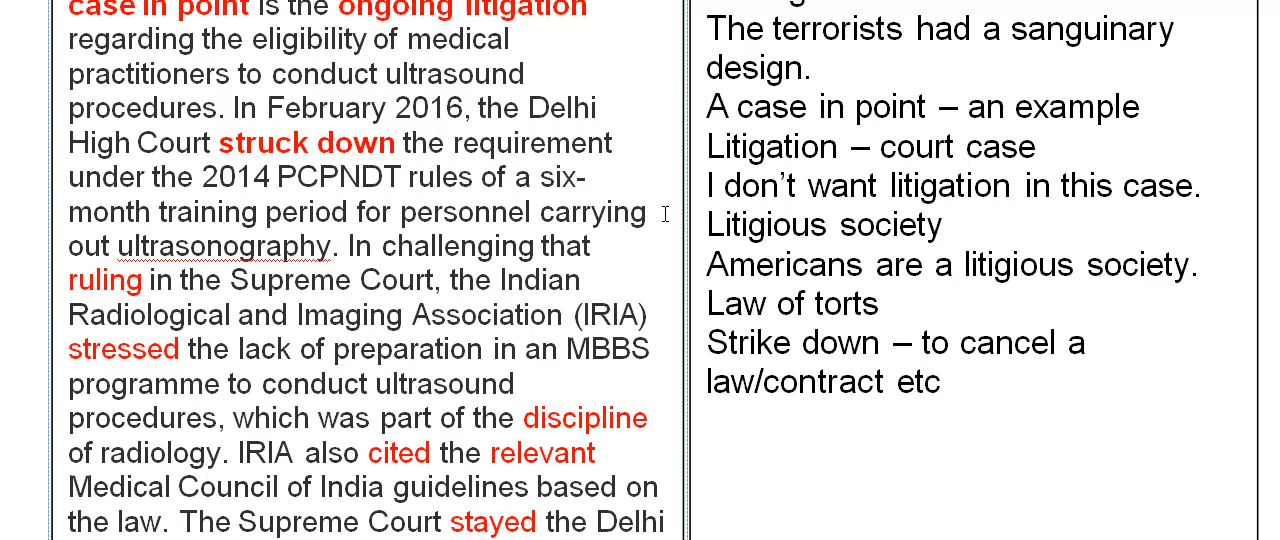 case in point is the ongoing litigation
regarding the eligibility of medical
practitioners to conduct ultrasound
procedures. In February 2016, the Delhi
High Court struck down the requirement
under the 2014 PCPNDT rules of a six-
month training period for personnel carrying
out ultrasonography. In challenging that
ruling in the Supreme Court, the Indian
Radiological and Imaging Association (IRIA)
stressed the lack of preparation in an MBBS
programme to conduct ultrasound
procedures, which was part of the discipline
of radiology. IRIA also cited the relevant
Medical Council of India guidelines based on
the law. The Supreme Court stayed the Delhi
The terrorists had a sanguinary
design.
A case in point – an example
Litigation – court case
I don’t want litigation in this case.
Litigious society
Americans are a litigious society.
Law of torts
Strike down – to cancel a
law/contract etc